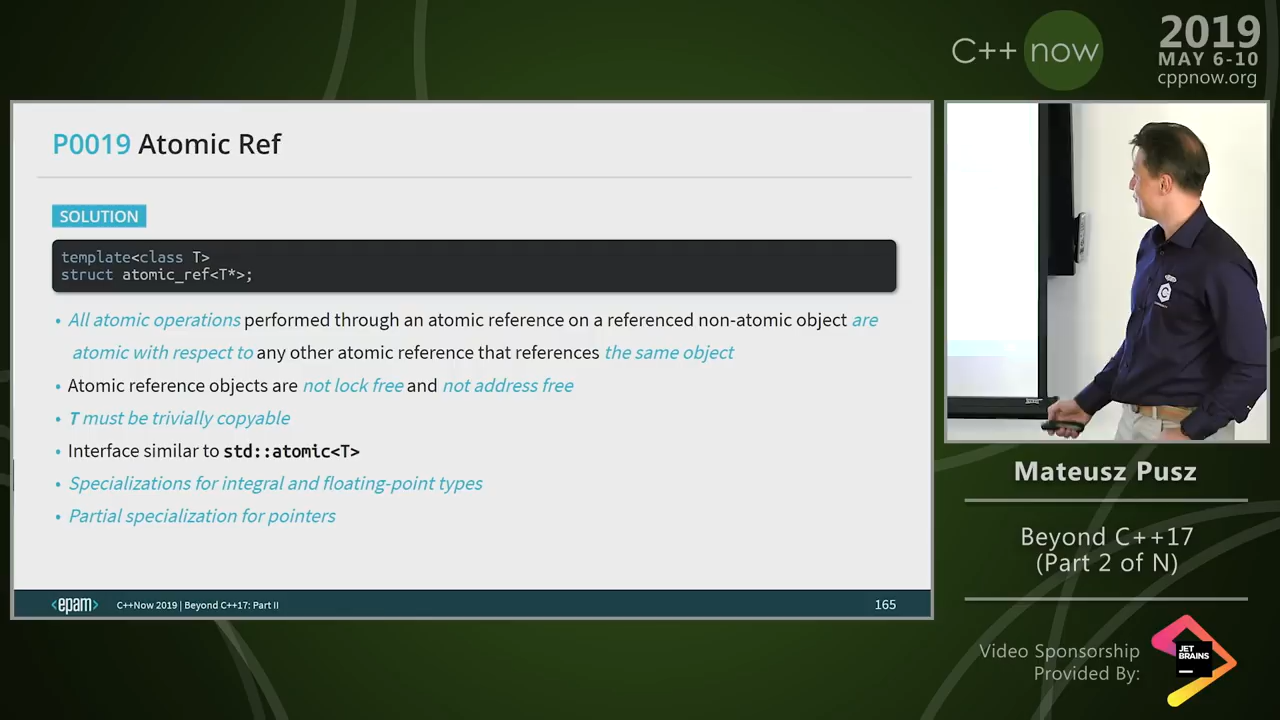 C++ now
2019
MAY 6-10
cppnow.org
P0019 Atomic Ref
SOLUTION
template<class T>
struct atomic_ref<T*>;
• All atomic operations performed through an atomic reference on a referenced non-atomic object are
atomic with respect to any other atomic reference that references the same object
• Atomic reference objects are not lock free and not address free
• T must be trivially copyable
• Interface similar to std::atomic<T>
• Specializations for integral and floating-point types
• Partial specialization for pointers
<epam> C++Now 2019 | Beyond C++17: Part II 165
Mateusz Pusz
Beyond C++17
(Part 2 of N)
Video Sponsorship
Provided By:
JET
BRAINS